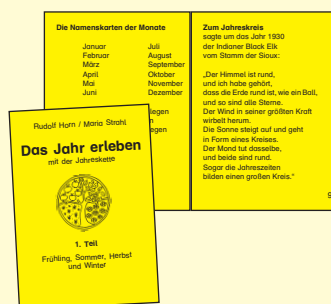 Die Namenskarten der Monate
Januar Juli
Februar August
März September
April Oktober
Mai November
Juni Dezember
Zum Jahreskreis
sagte um das Jahr 1930
der Indianer Black Elk
vom Stamm der Sioux:
„Der Himmel ist rund,
und ich habe gehört,
dass die Erde rund ist, wie ein Ball,
und so sind alle Sterne.
Der Wind in seiner größten Kraft
wirbelt herum.
Die Sonne steigt auf und geht
in Form eines Kreises.
Der Mond tut dasselbe,
und beide sind rund.
Sogar die Jahreszeiten
bilden einen großen Kreis.“
9
Rudolf Horn / Maria Strahl
Das Jahr erleben
mit der Jahreskette
1. Teil
Frühling, Sommer, Herbst
und Winter